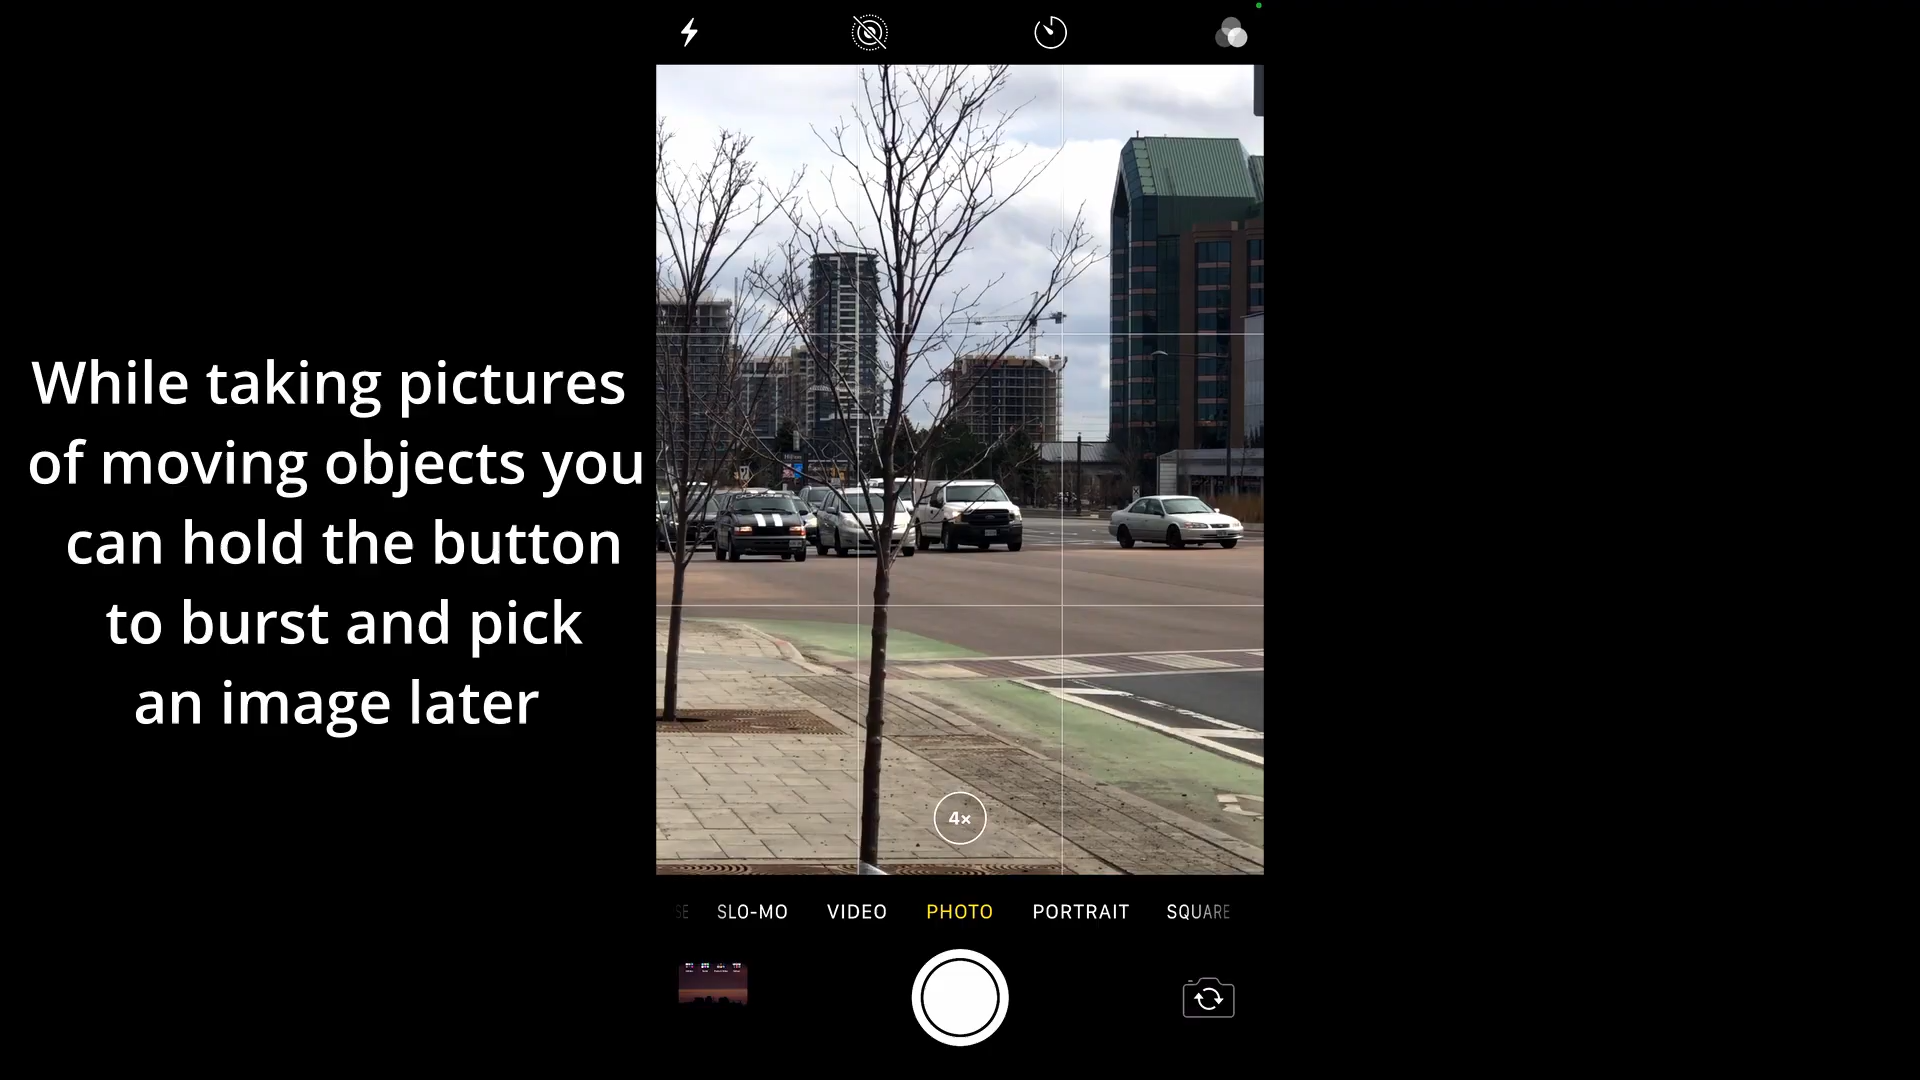 While taking pictures
of moving objects you
can hold the button
to burst and pick
an image later
4×
SLO-MO VIDEO PHOTO PORTRAIT SQUARE